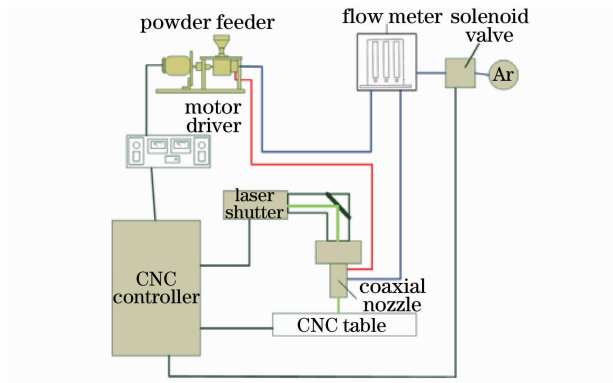 powder feeder
flow meter
solenoid
valve
Ar
motor
driver
laser
shutter
CNC
controller
coaxial
nozzle
CNC table